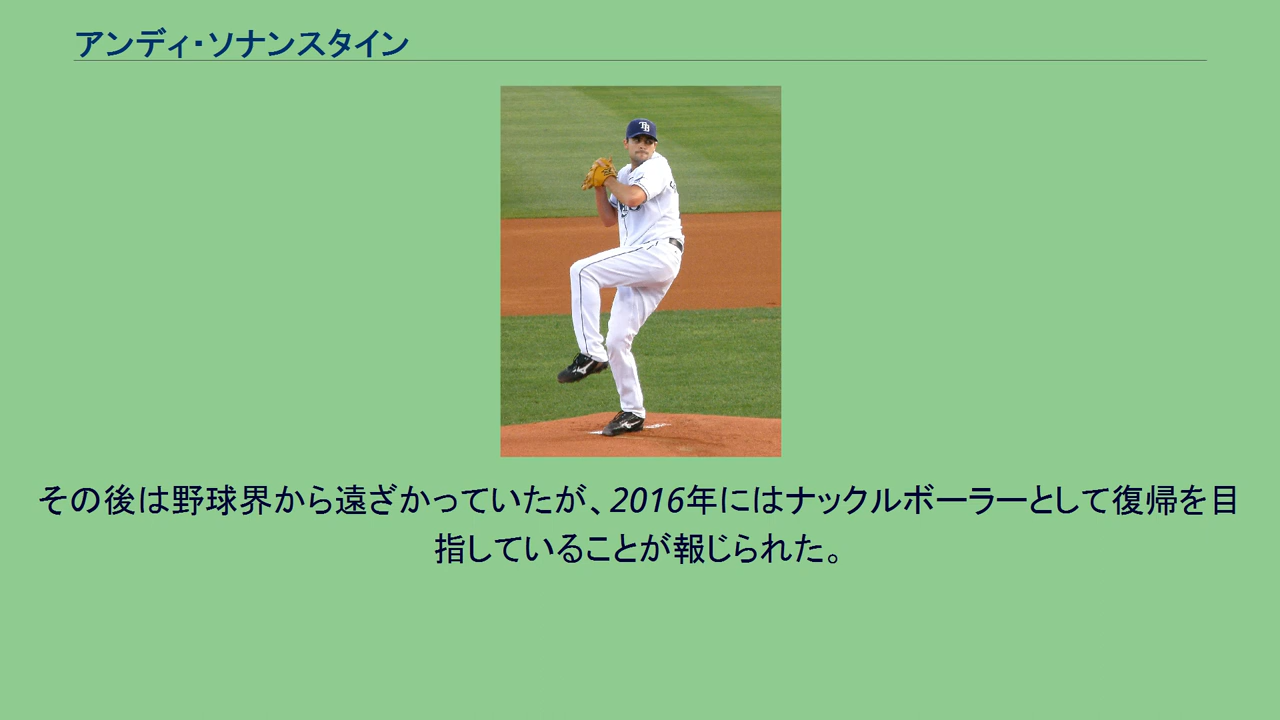 アンディ・ソナンスタイン
TB
その後は野球界から遠ざかっていたが、2016年にはナックルボーラーとして復帰を目
指していることが報じられた。